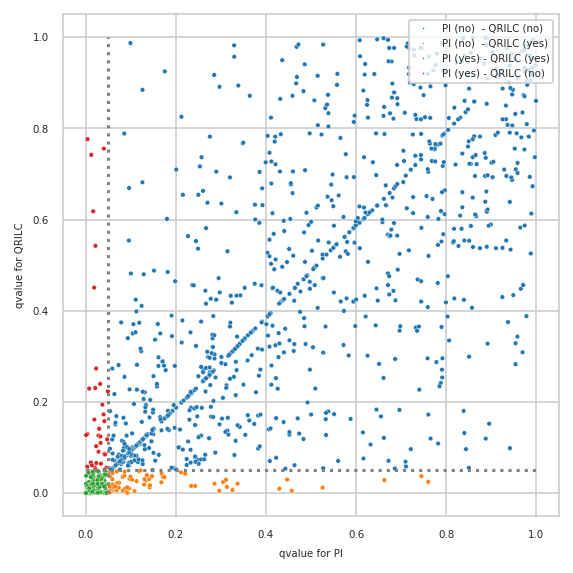 PI (no) - QRILC (no)
PI (no) - QRILC (yes)
PI (yes) - QRILC (yes)
PI (yes) - QRILC (no)
1.0
0.8
0.6
0.4
0.2
0.0
qvalue for QRILC
0.0 0.2 0.4 0.6 0.8 1.0
qvalue for PI